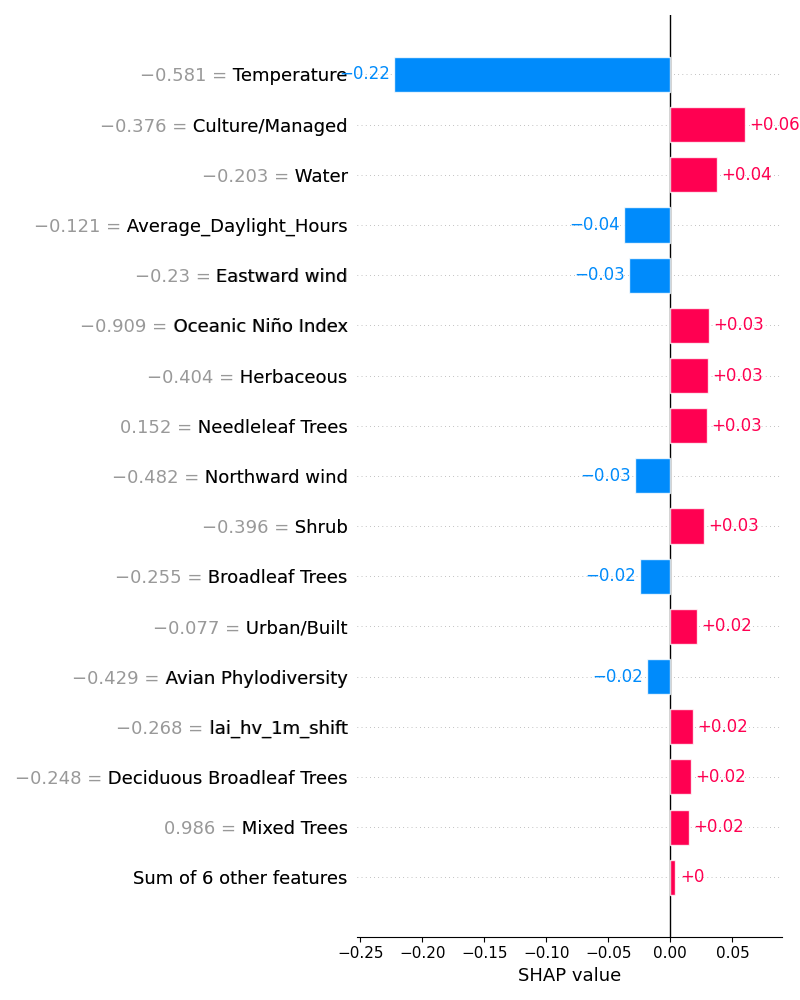 −0.581 = Temperature −0.22
−0.376 = Culture/Managed +0.06
−0.203 = Water +0.04
−0.121 = Average_Daylight_Hours −0.04
−0.23 = Eastward wind −0.03
−0.909 = Oceanic Niño Index +0.03
−0.404 = Herbaceous +0.03
0.152 = Needleleaf Trees +0.03
−0.482 = Northward wind −0.03
−0.396 = Shrub +0.03
−0.255 = Broadleaf Trees −0.02
−0.077 = Urban/Built +0.02
−0.429 = Avian Phylodiversity −0.02
−0.268 = lai_hv_1m_shift +0.02
−0.248 = Deciduous Broadleaf Trees +0.02
0.986 = Mixed Trees +0.02
Sum of 6 other features +0
−0.25 −0.20 −0.15 −0.10 −0.05 0.00 0.05
SHAP value